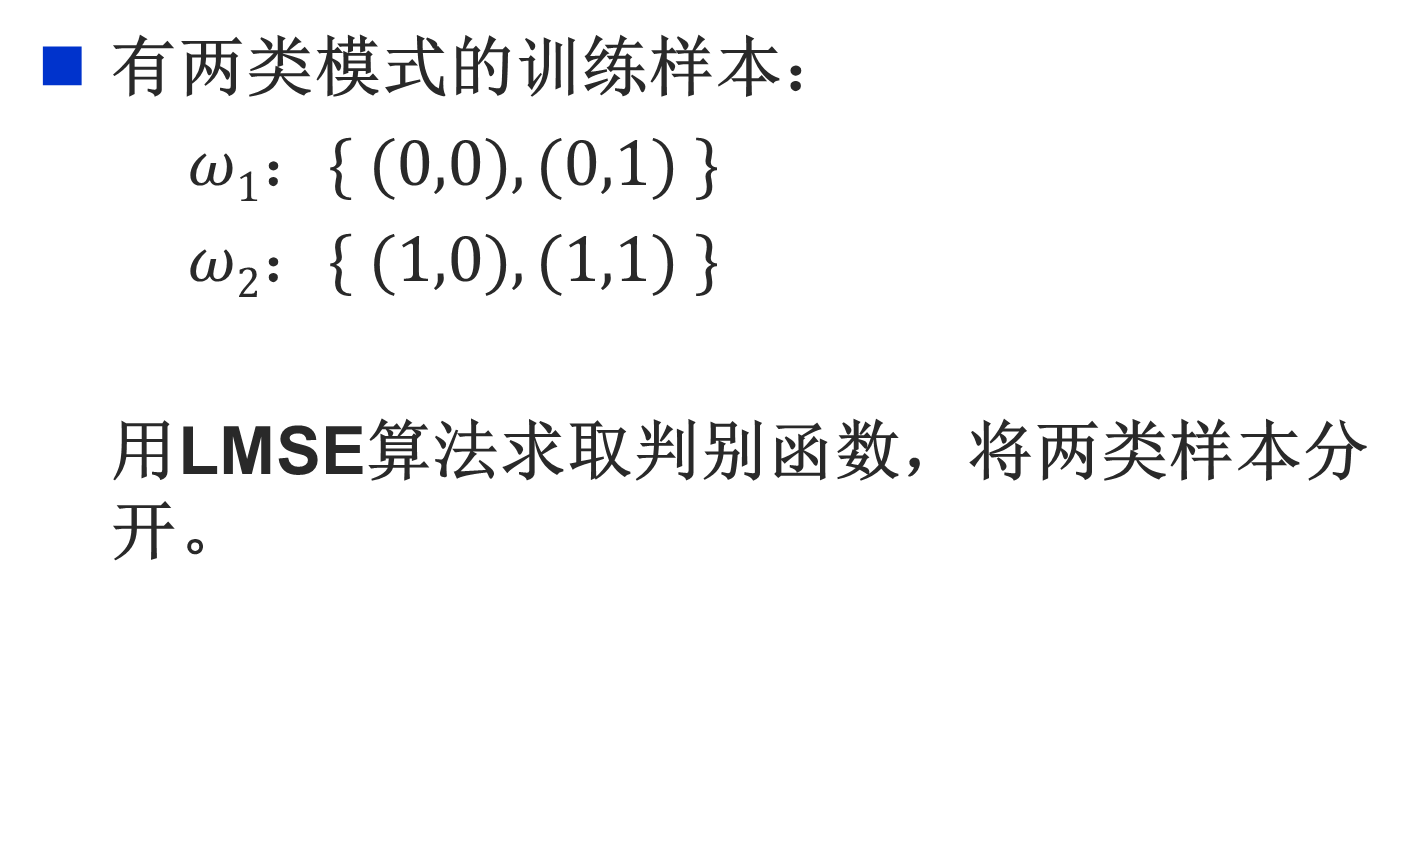 有两类模式的训练样本：
ω₁： { (0,0), (0,1) }
ω₂： { (1,0), (1,1) }
用LMSE算法求取判别函数，将两类样本分
开。